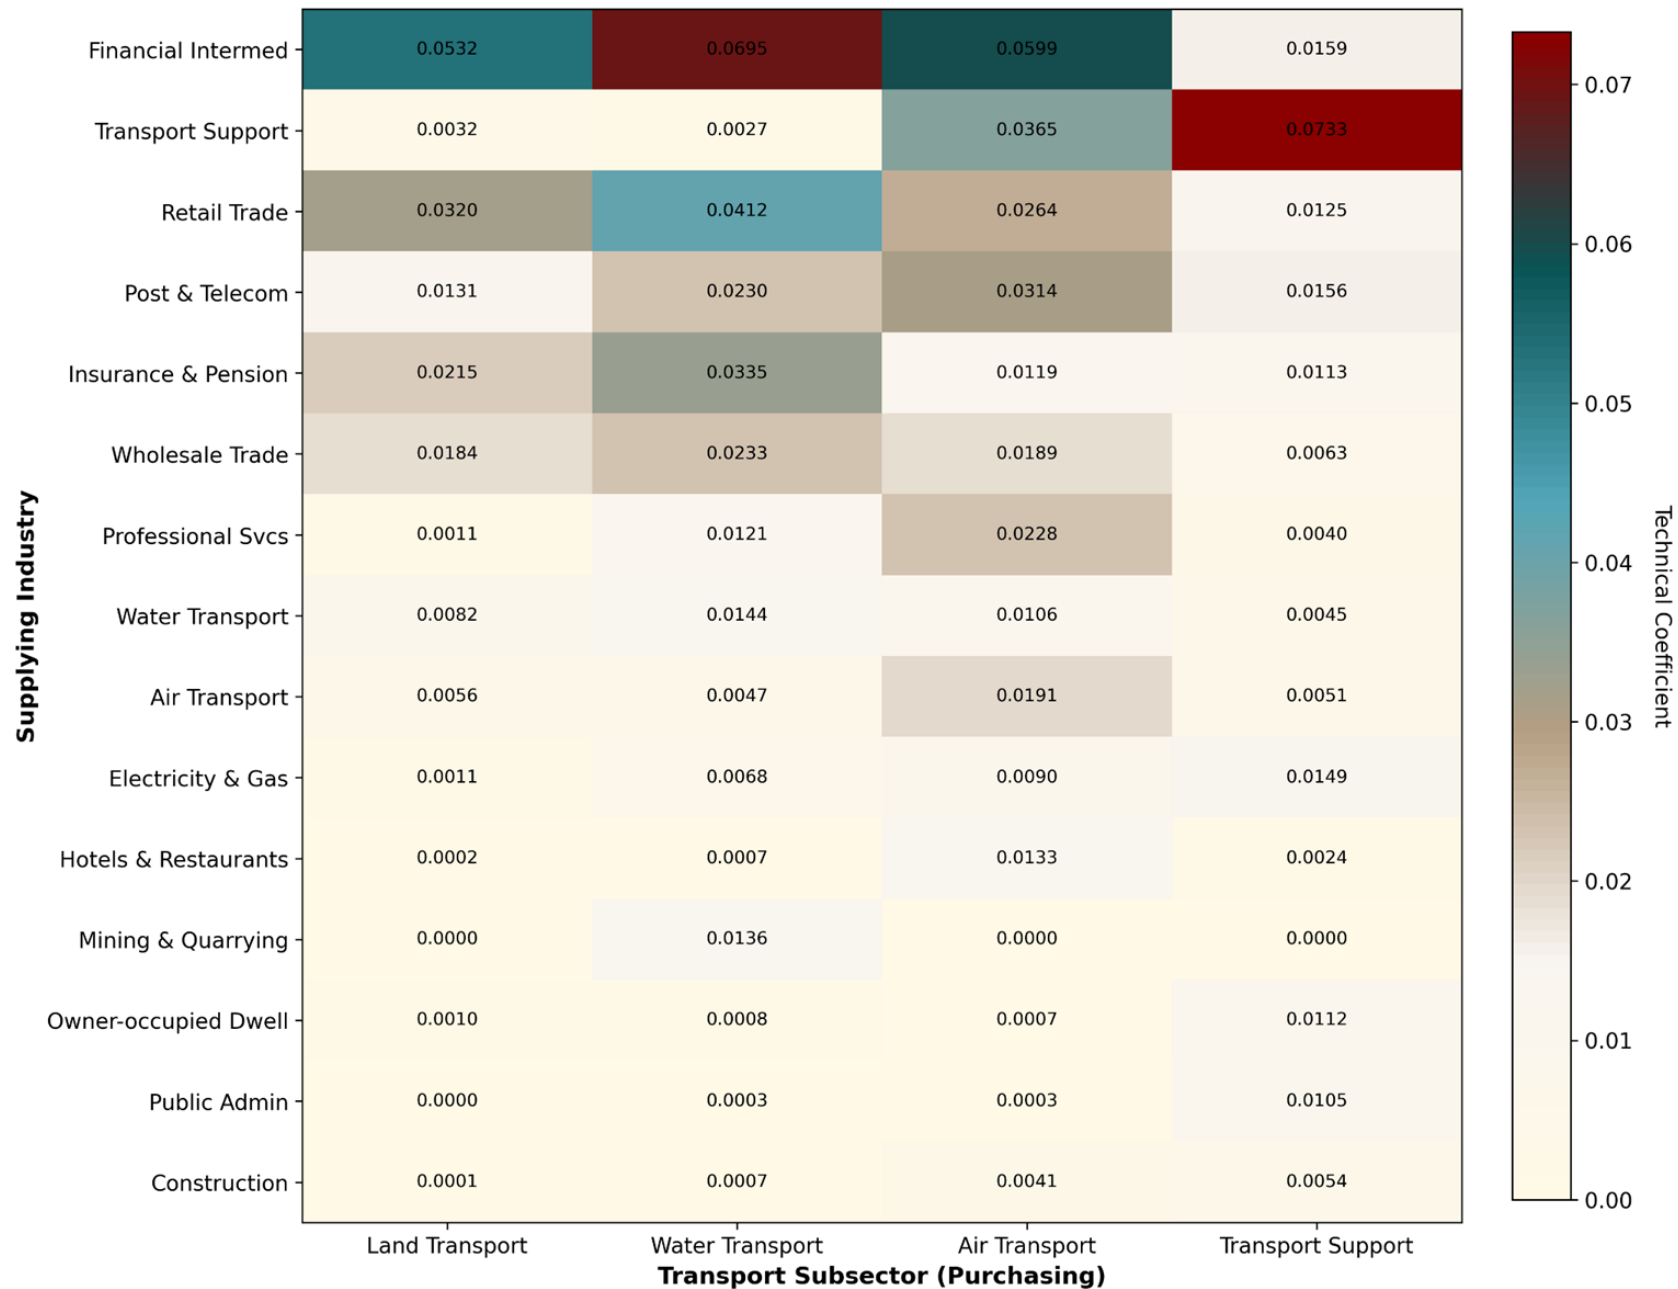 Financial Intermed 0.0532 0.0695 0.0599 0.0159
Transport Support 0.0032 0.0027 0.0365 0.0733
Retail Trade 0.0320 0.0412 0.0264 0.0125
Post & Telecom 0.0131 0.0230 0.0314 0.0156
Insurance & Pension 0.0215 0.0335 0.0119 0.0113
Wholesale Trade 0.0184 0.0233 0.0189 0.0063
Professional Svcs 0.0011 0.0121 0.0228 0.0040
Water Transport 0.0082 0.0144 0.0106 0.0045
Air Transport 0.0056 0.0047 0.0191 0.0051
Electricity & Gas 0.0011 0.0068 0.0090 0.0149
Hotels & Restaurants 0.0002 0.0007 0.0133 0.0024
Mining & Quarrying 0.0000 0.0136 0.0000 0.0000
Owner-occupied Dwell 0.0010 0.0008 0.0007 0.0112
Public Admin 0.0000 0.0003 0.0003 0.0105
Construction 0.0001 0.0007 0.0041 0.0054
Land Transport Water Transport Air Transport Transport Support
Transport Subsector (Purchasing)
Supplying Industry
0.07
0.06
0.05
0.04
0.03
0.02
0.01
0.00
Technical Coefficient